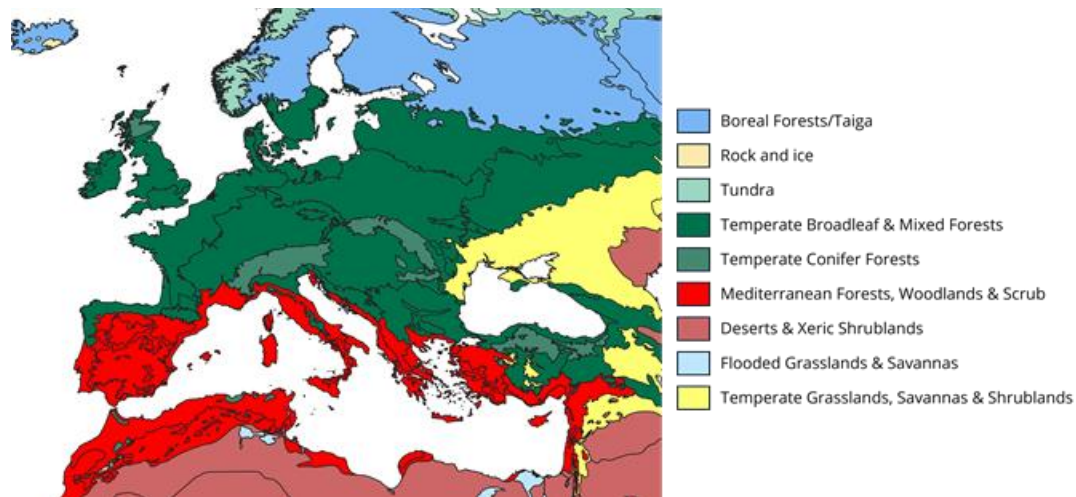 Boreal Forests/Taiga
Rock and ice
Tundra
Temperate Broadleaf & Mixed Forests
Temperate Conifer Forests
Mediterranean Forests, Woodlands & Scrub
Deserts & Xeric Shrublands
Flooded Grasslands & Savannas
Temperate Grasslands, Savannas & Shrublands